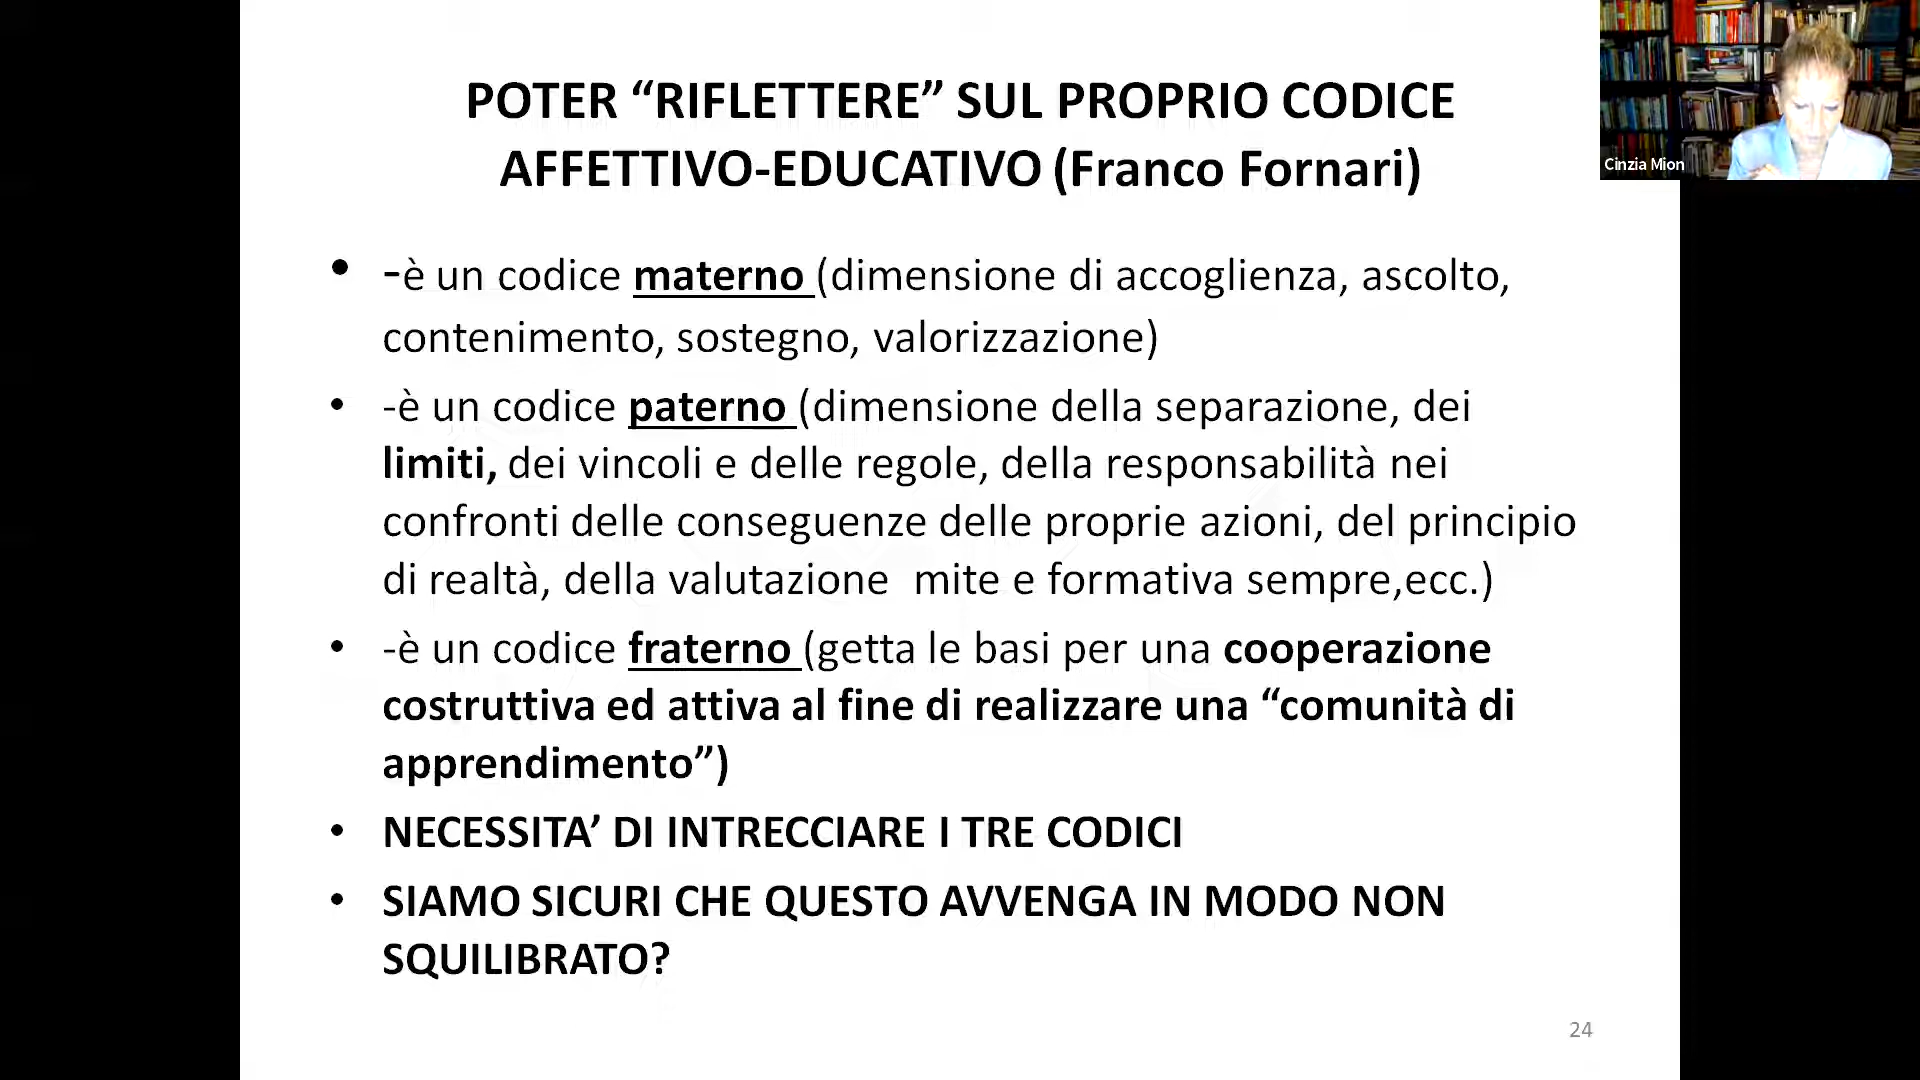 POTER “RIFLETTERE” SUL PROPRIO CODICE
AFFETTIVO-EDUCATIVO (Franco Fornari)
Cinzia Mion
• -è un codice materno (dimensione di accoglienza, ascolto,
contenimento, sostegno, valorizzazione)
• -è un codice paterno (dimensione della separazione, dei
limiti, dei vincoli e delle regole, della responsabilità nei
confronti delle conseguenze delle proprie azioni, del principio
di realtà, della valutazione  mite e formativa sempre,ecc.)
• -è un codice fraterno (getta le basi per una cooperazione
costruttiva ed attiva al fine di realizzare una “comunità di
apprendimento”)
• NECESSITA’ DI INTRECCIARE I TRE CODICI
• SIAMO SICURI CHE QUESTO AVVENGA IN MODO NON
SQUILIBRATO?
24